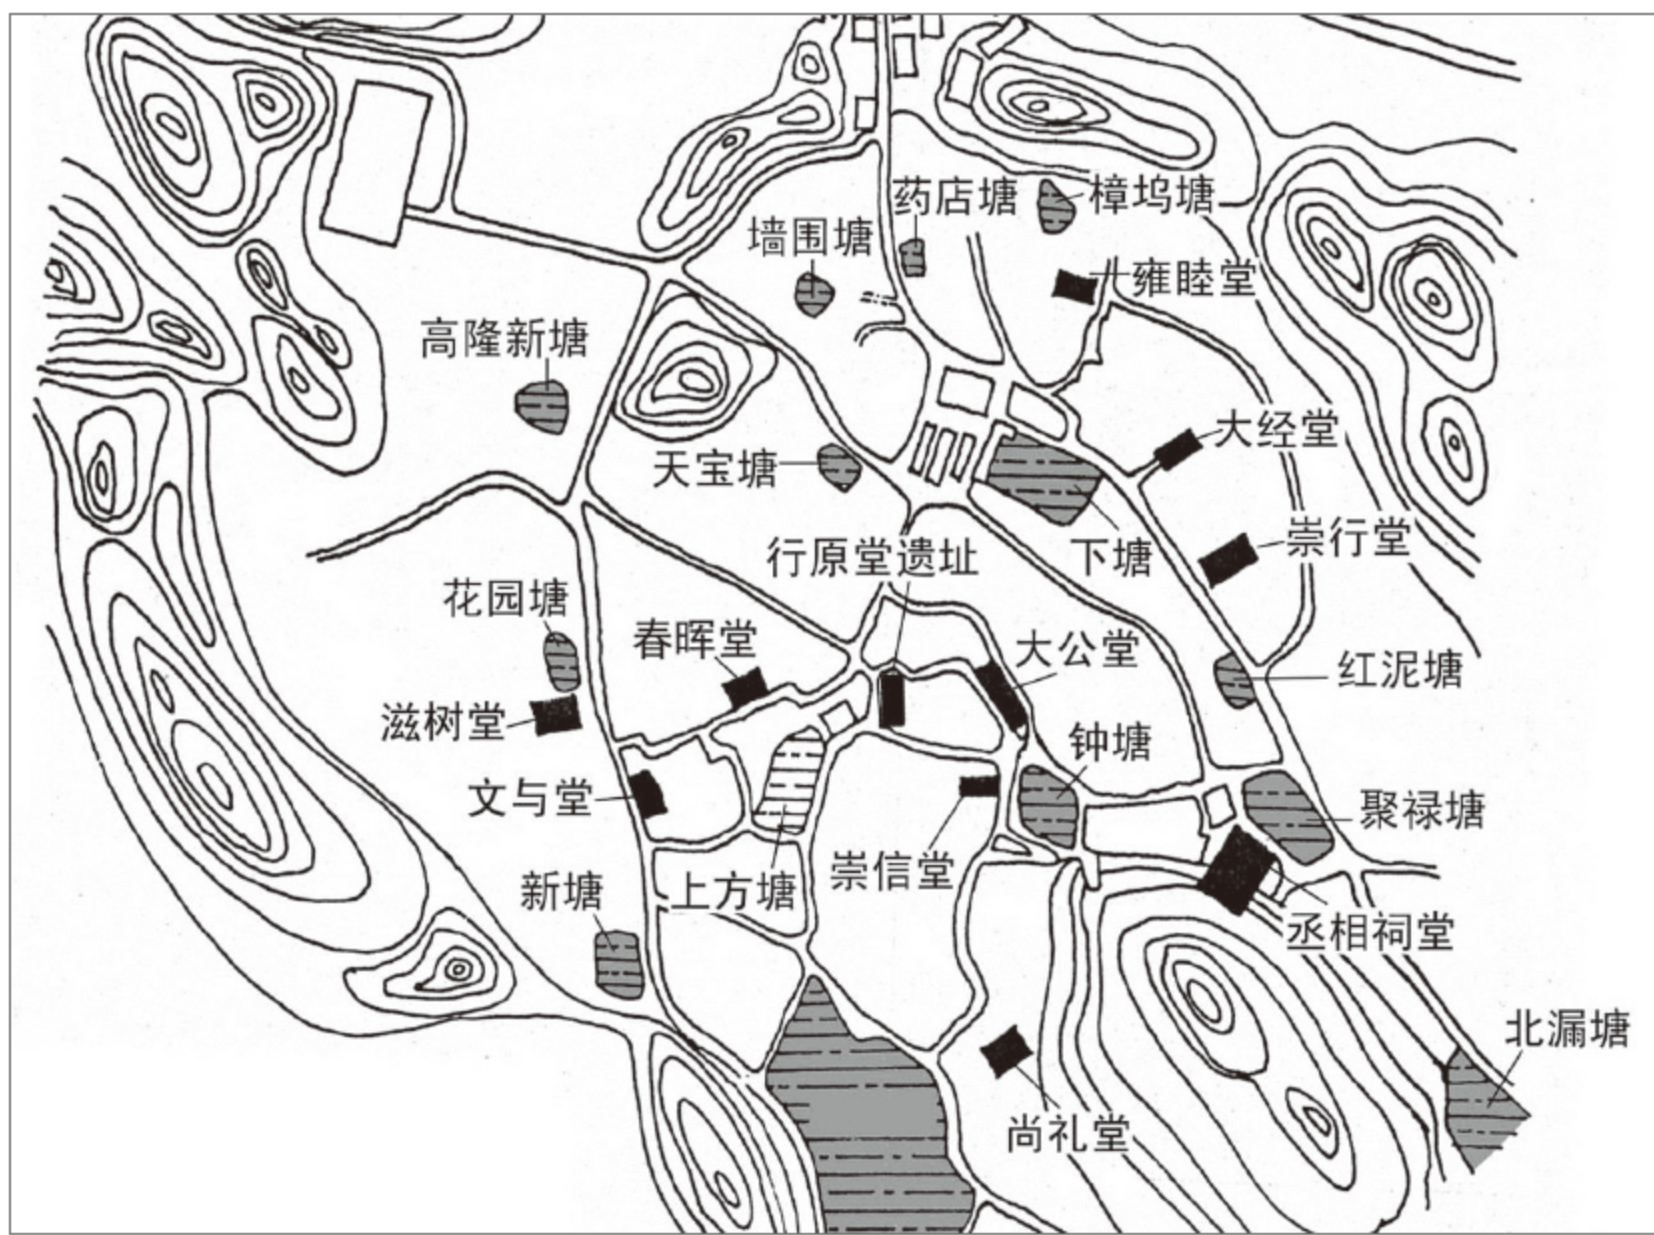 药店塘
樟坞塘
墙围塘
雍睦堂
高隆新塘
大经堂
天宝塘
崇行堂
行原堂遗址
下塘
花园塘
春晖堂
大公堂
红泥塘
滋树堂
钟塘
文与堂
聚禄塘
崇信堂
新塘
上方塘
丞相祠堂
北漏塘
尚礼堂